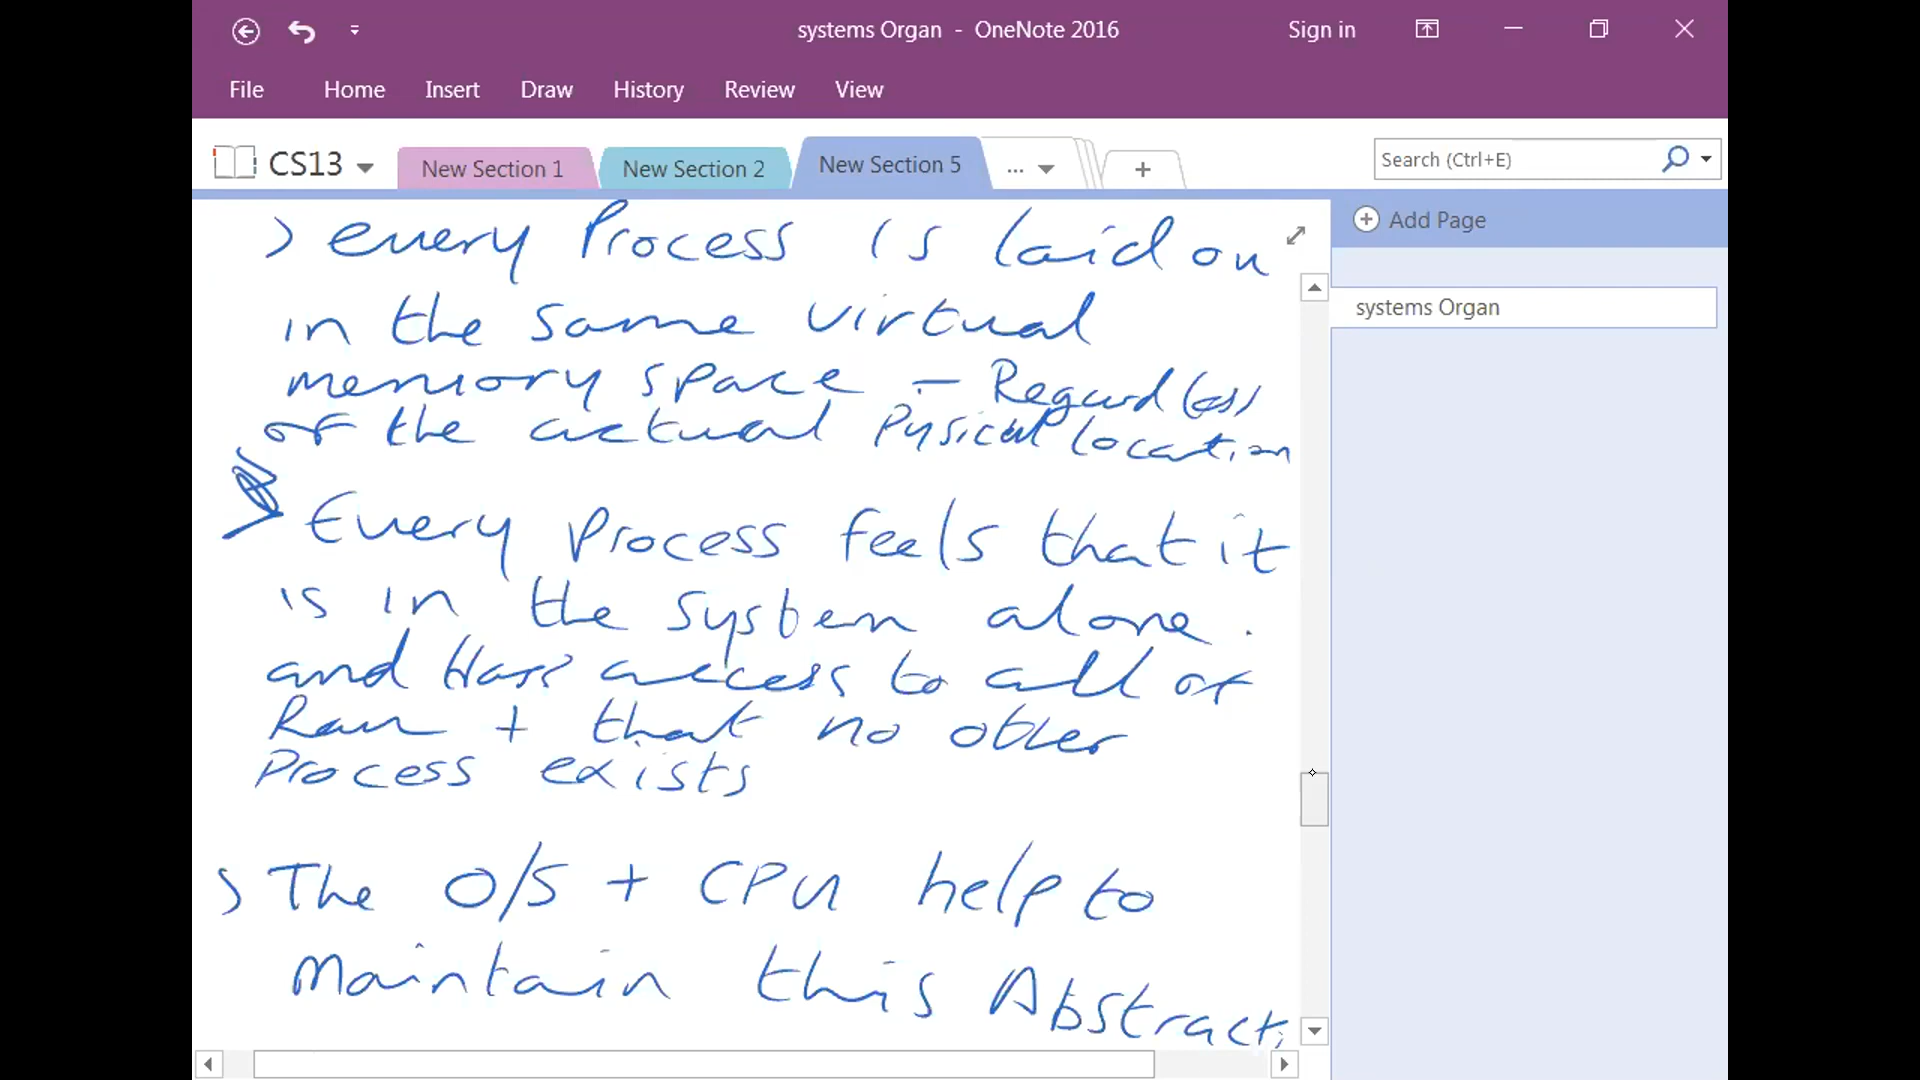 systems Organ - OneNote 2016
Sign in
File Home Insert Draw History Review View
CS13
New Section 1
New Section 2
New Section 5
...
Search (Ctrl+E)
Add Page
systems Organ
> every Process is laid on
in the same virtual
memory space - Regardless
of the actual Pysical location
> Every Process feels that it
is in the System alone.
and Hass access to all of
Ram + that no other
Process exists
> The O/S + CPU help to
Maintain this Abstracti